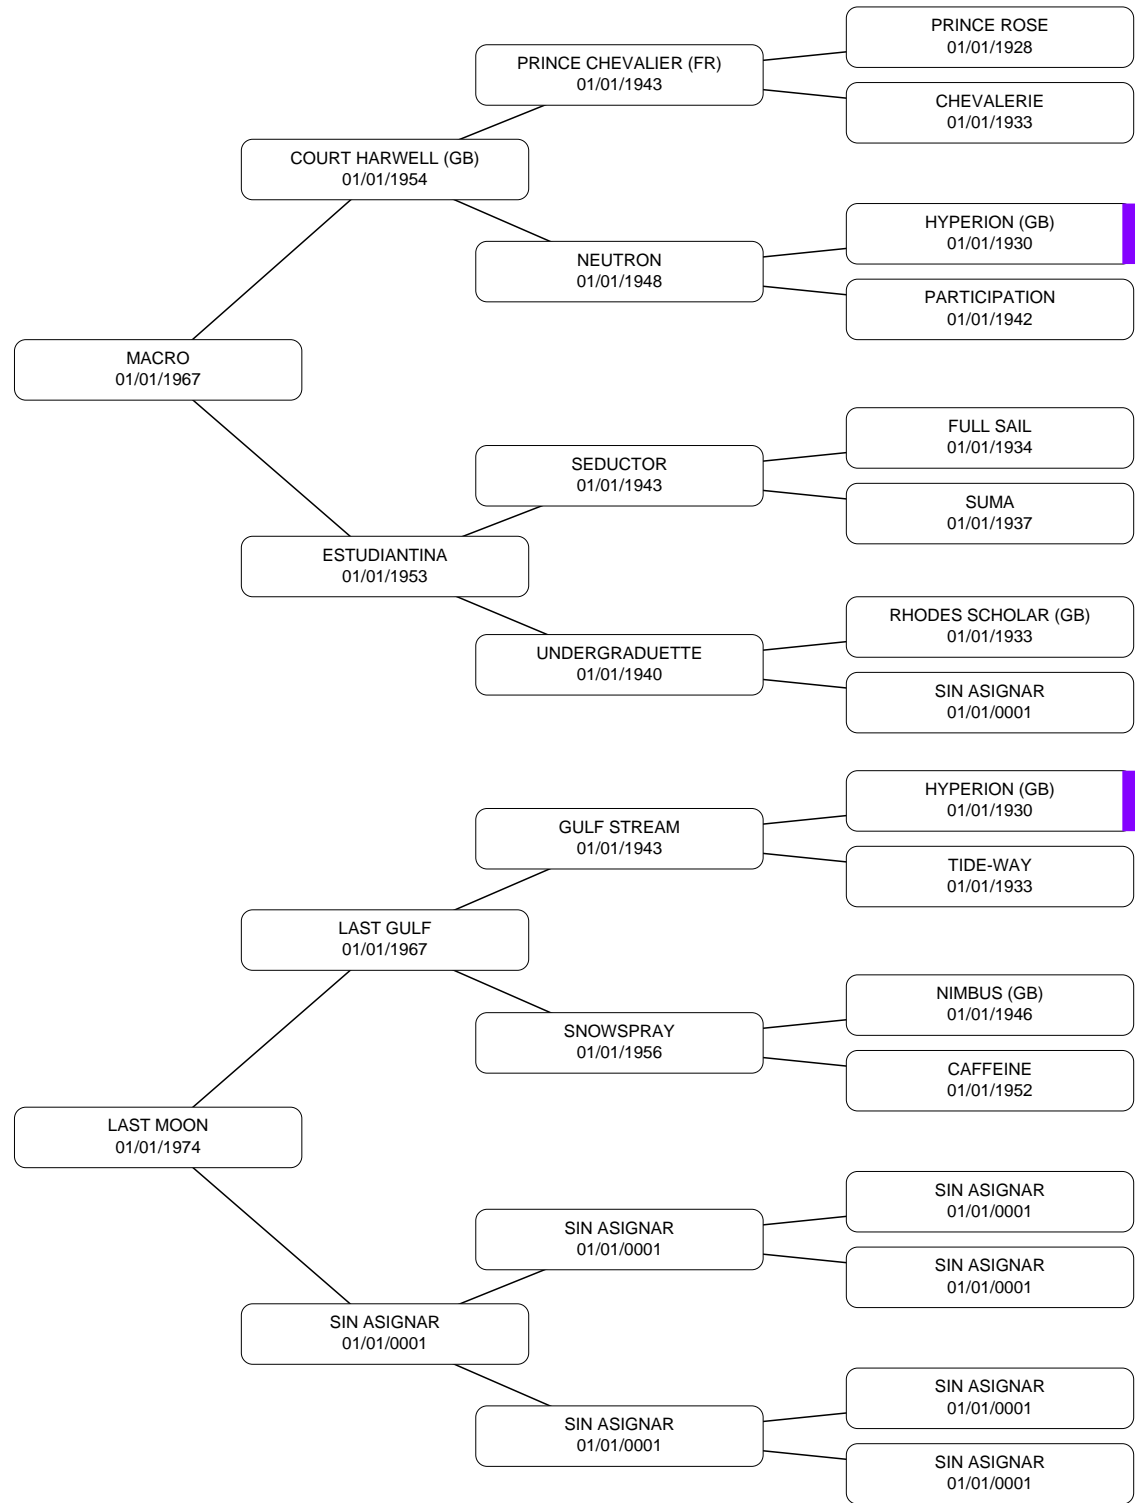 PRINCE ROSE
01/01/1928
PRINCE CHEVALIER (FR)
01/01/1943
CHEVALERIE
01/01/1933
COURT HARWELL (GB)
01/01/1954
HYPERION (GB)
01/01/1930
NEUTRON
01/01/1948
PARTICIPATION
01/01/1942
MACRO
01/01/1967
FULL SAIL
01/01/1934
SEDUCTOR
01/01/1943
SUMA
01/01/1937
ESTUDIANTINA
01/01/1953
RHODES SCHOLAR (GB)
01/01/1933
UNDERGRADUETTE
01/01/1940
SIN ASIGNAR
01/01/0001
HYPERION (GB)
01/01/1930
GULF STREAM
01/01/1943
TIDE-WAY
01/01/1933
LAST GULF
01/01/1967
NIMBUS (GB)
01/01/1946
SNOWSPRAY
01/01/1956
CAFFEINE
01/01/1952
LAST MOON
01/01/1974
SIN ASIGNAR
01/01/0001
SIN ASIGNAR
01/01/0001
SIN ASIGNAR
01/01/0001
SIN ASIGNAR
01/01/0001
SIN ASIGNAR
01/01/0001
SIN ASIGNAR
01/01/0001
SIN ASIGNAR
01/01/0001